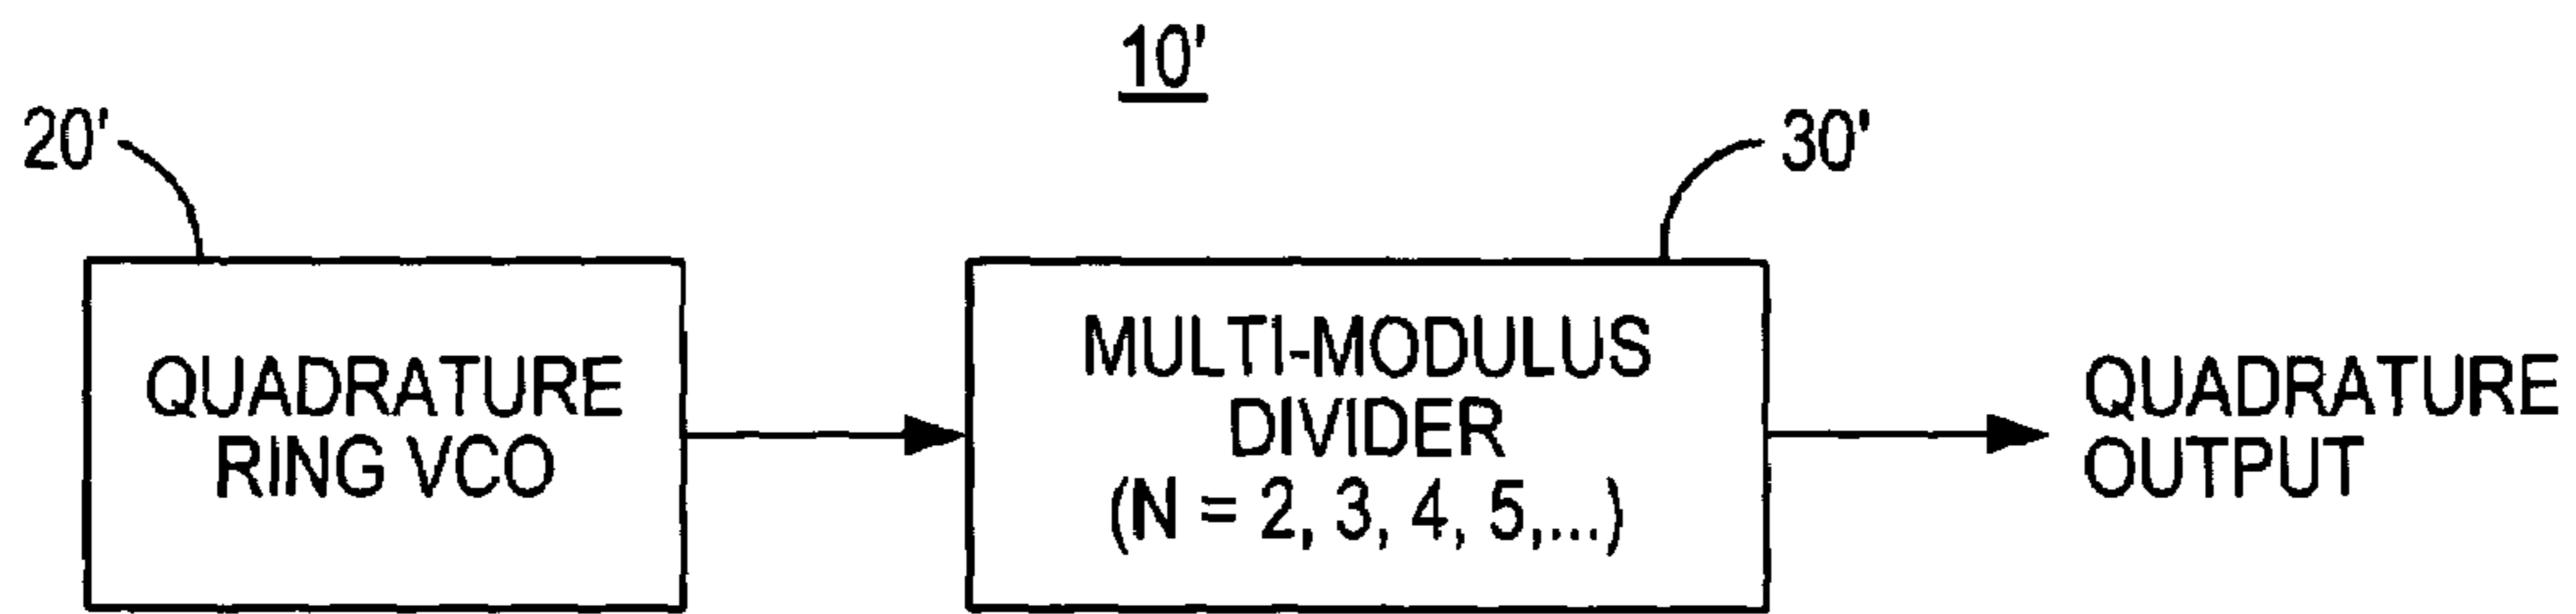 10'
20'
30'
QUADRATURE
RING VCO
MULTI-MODULUS
DIVIDER
(N = 2, 3, 4, 5,...)
QUADRATURE
OUTPUT